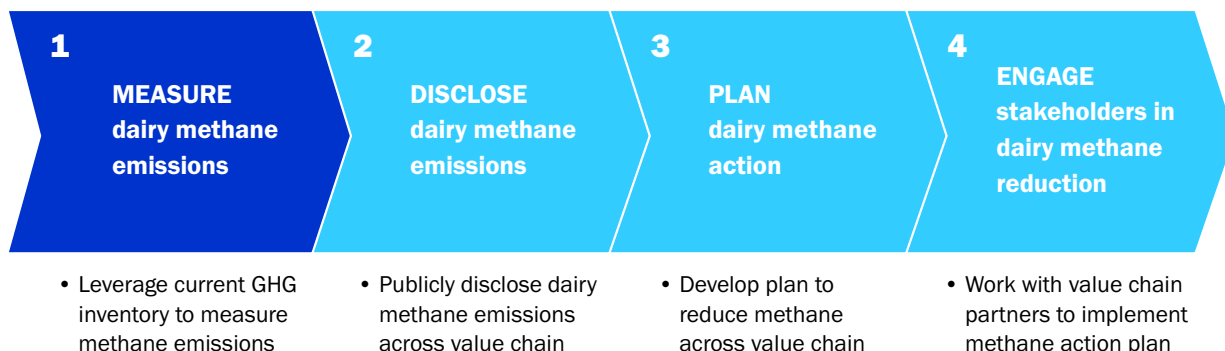 1
MEASURE
dairy methane
emissions
2
DISCLOSE
dairy methane
emissions
3
PLAN
dairy methane
action
4
ENGAGE
stakeholders in
dairy methane
reduction
• Leverage current GHG
inventory to measure
methane emissions
• Publicly disclose dairy
methane emissions
across value chain
• Develop plan to
reduce methane
across value chain
• Work with value chain
partners to implement
methane action plan